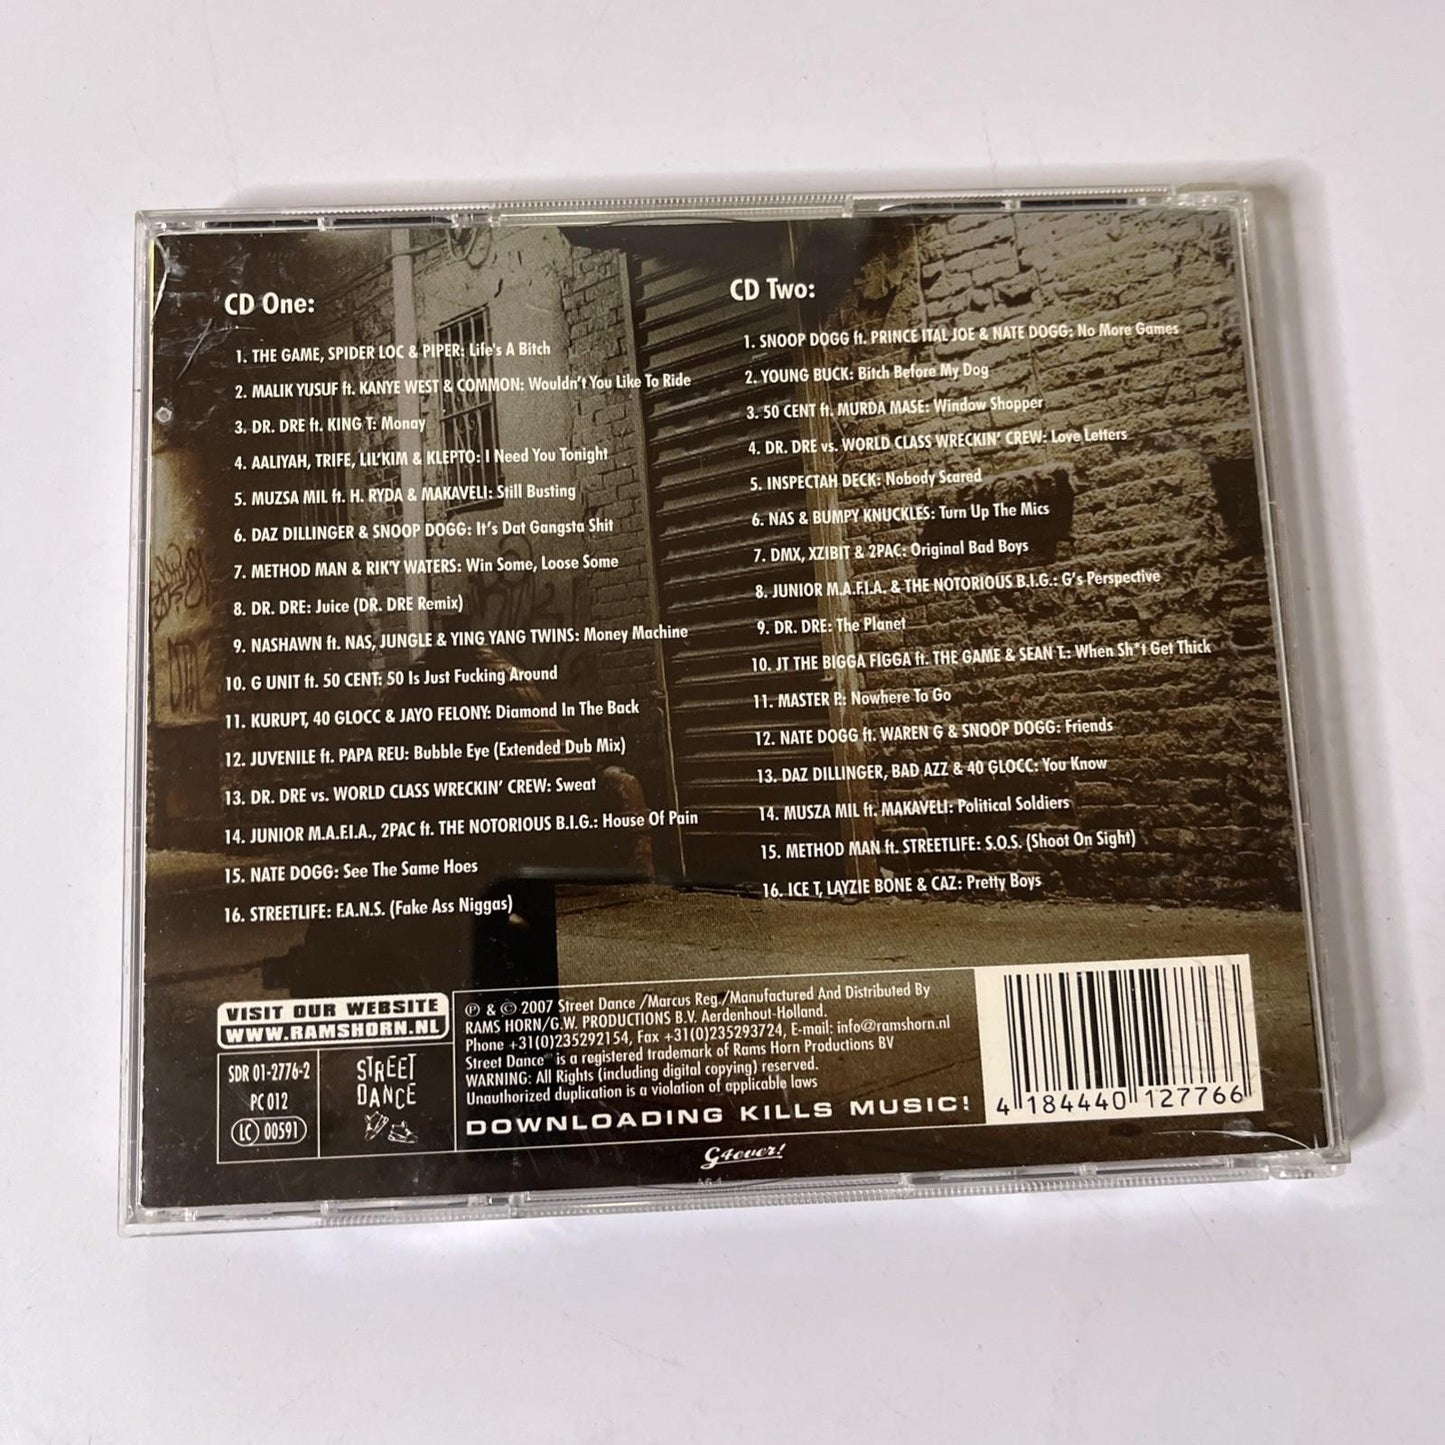 CD One:
1. THE GAME, SPIDER LOC & PIPER: Life's A Bitch
2. MALIK YUSUF ft. KANYE WEST & COMMON: Wouldn't You Like To Ride
3. DR. DRE ft. KING T: Monay
4. AALIYAH, TRIFE, LIL'KIM & KLEPTO: I Need You Tonight
5. MUZSA MIL ft. H. RYDA & MAKAVELI: Still Busting
6. DAZ DILLINGER & SNOOP DOGG: It's Dat Gangsta Shit
7. METHOD MAN & RIK'Y WATERS: Win Some, Loose Some
8. DR. DRE: Juice (DR. DRE Remix)
9. NASHAWN ft. NAS, JUNGLE & YING YANG TWINS: Money Machine
10. G UNIT ft. 50 CENT: 50 Is Just Fucking Around
11. KURUPT, 40 GLOCC & JAYO FELONY: Diamond In The Back
12. JUVENILE ft. PAPA REU: Bubble Eye (Extended Dub Mix)
13. DR. DRE vs. WORLD CLASS WRECKIN' CREW: Sweat
14. JUNIOR M.A.F.I.A., 2PAC ft. THE NOTORIOUS B.I.G.: House Of Pain
15. NATE DOGG: See The Same Hoes
16. STREETLIFE: F.A.N.S. (Fake Ass Niggas)
CD Two:
1. SNOOP DOGG ft. PRINCE ITAL JOE & NATE DOGG: No More Games
2. YOUNG BUCK: Bitch Before My Dog
3. 50 CENT ft. MURDA MASE: Window Shopper
4. DR. DRE vs. WORLD CLASS WRECKIN' CREW: Love Letters
5. INSPECTAH DECK: Nobody Scared
6. NAS & BUMPY KNUCKLES: Turn Up The Mics
7. DMX, XZIBIT & 2PAC: Original Bad Boys
8. JUNIOR M.A.F.I.A. & THE NOTORIOUS B.I.G.: G's Perspective
9. DR. DRE: The Planet
10. JT THE BIGGA FIGGA ft. THE GAME & SEAN T.: When Sh*t Get Thick
11. MASTER P.: Nowhere To Go
12. NATE DOGG ft. WAREN G & SNOOP DOGG: Friends
13. DAZ DILLINGER, BAD AZZ & 40 GLOCC: You Know
14. MUSZA MIL ft. MAKAVELI: Political Soldiers
15. METHOD MAN ft. STREETLIFE: S.O.S. (Shoot On Sight)
16. ICE T, LAYZIE BONE & CAZ: Pretty Boys
VISIT OUR WEBSITE
WWW.RAMSHORN.NL
SDR 01-2776-2
PC 012
LC 00591
STREET
DANCE
℗ & © 2007 Street Dance /Marcus Reg./Manufactured And Distributed By
RAMS HORN/G.W. PRODUCTIONS B.V. Aerdenhout-Holland.
Phone +31(0)235292154, Fax +31(0)235293724, E-mail: info@ramshorn.nl
Street Dance® is a registered trademark of Rams Horn Productions BV
WARNING: All Rights (including digital copying) reserved.
Unauthorized duplication is a violation of applicable laws
DOWNLOADING KILLS MUSIC!
G4ever!
4 184440 127766